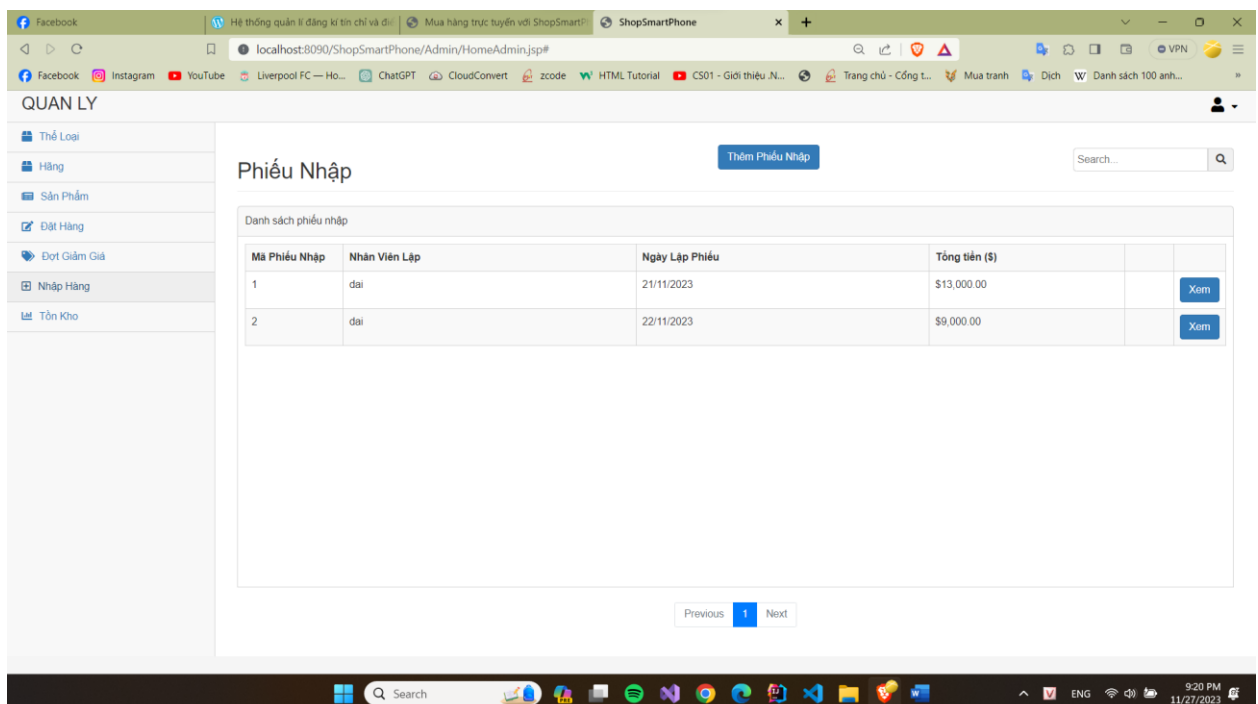 Facebook
Hệ thống quản lí đăng kí tín chỉ và điể
Mua hàng trực tuyến với ShopSmartP
ShopSmartPhone
localhost:8090/ShopSmartPhone/Admin/HomeAdmin.jsp#
VPN
Facebook Instagram YouTube Liverpool FC — Ho... ChatGPT CloudConvert zcode HTML Tutorial CS01 - Giới thiệu .N... Trang chủ - Cổng t... Mua tranh Dịch Danh sách 100 anh... »
QUAN LY
Thể Loại
Hãng
Sản Phẩm
Đặt Hàng
Đợt Giảm Giá
Nhập Hàng
Tồn Kho
Phiếu Nhập
Thêm Phiếu Nhập
Search...
Danh sách phiếu nhập
Mã Phiếu Nhập Nhân Viên Lập Ngày Lập Phiếu Tổng tiền ($)
1 dai 21/11/2023 $13,000.00 Xem
2 dai 22/11/2023 $9,000.00 Xem
Previous 1 Next
Search
ENG
9:20 PM
11/27/2023